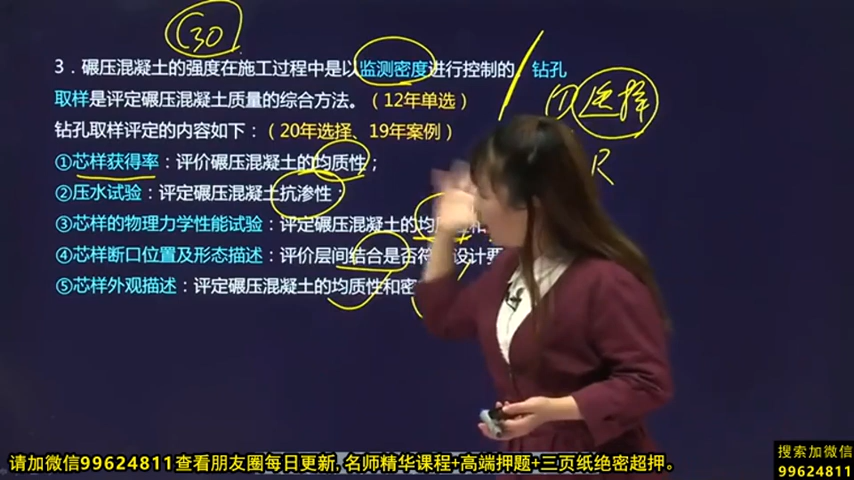 30
3．碾压混凝土的强度在施工过程中是以监测密度进行控制的，钻孔
取样是评定碾压混凝土质量的综合方法。（12年单选）
① 选择
钻孔取样评定的内容如下：（20年选择、19年案例）
R
①芯样获得率：评价碾压混凝土的均质性；
②压水试验：评定碾压混凝土抗渗性；
③芯样的物理力学性能试验：评定碾压混凝土的均
④芯样断口位置及形态描述：评价层间结合是否符 设计要
⑤芯样外观描述：评定碾压混凝土的均质性和密
请加微信99624811查看朋友圈每日更新，名师精华课程+高端押题+三页纸绝密超押。
搜索加微信
99624811